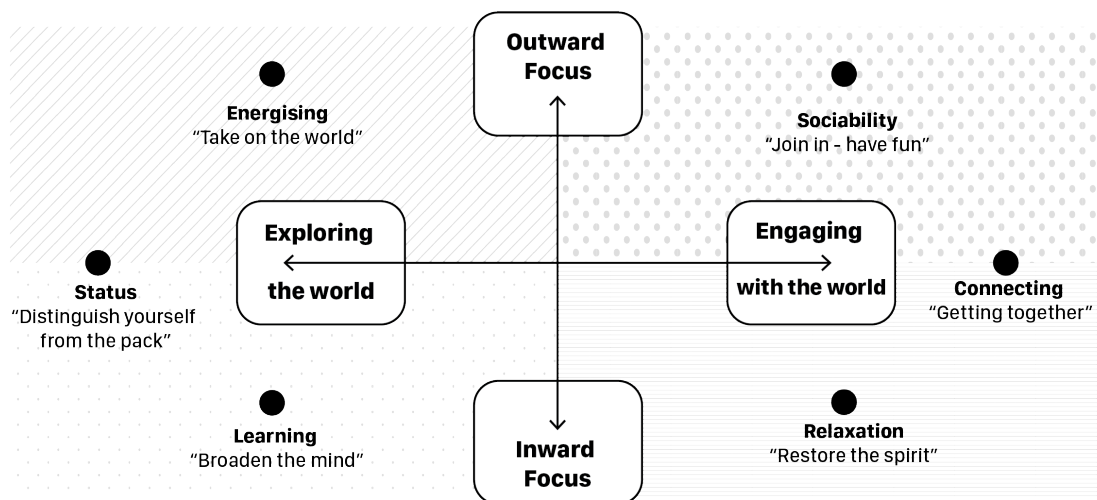 Outward
Focus
Energising
“Take on the world”
Sociability
“Join in - have fun”
Exploring
the world
Engaging
with the world
Status
“Distinguish yourself
from the pack”
Connecting
“Getting together”
Learning
“Broaden the mind”
Relaxation
“Restore the spirit”
Inward
Focus